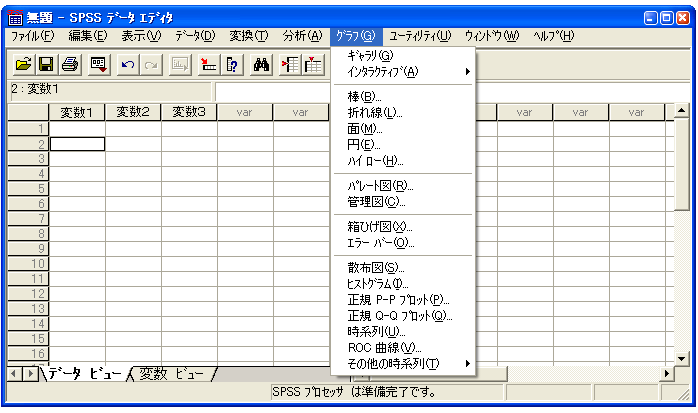 無題 - SPSS データ エディタ
ファイル(F) 編集(E) 表示(V) データ(D) 変換(T) 分析(A) グラフ(G) ユーティリティ(U) ウィンドウ(W) ヘルプ(H)
2 : 変数1
変数1 変数2 変数3 var var var var var
1
2
3
4
5
6
7
8
9
10
11
12
13
14
15
16
ギャラリ(G)
インタラクティブ(A)
棒(B)...
折れ線(L)...
面(M)...
円(E)...
ハイ ロー(H)...
パレート図(R)...
管理図(C)...
箱ひげ図(X)...
エラー バー(O)...
散布図(S)...
ヒストグラム(I)...
正規 P-P プロット(P)...
正規 Q-Q プロット(Q)...
時系列(U)...
ROC 曲線(V)...
その他の時系列(T)
データ ビュー 変数 ビュー
SPSS プロセッサ は準備完了です。